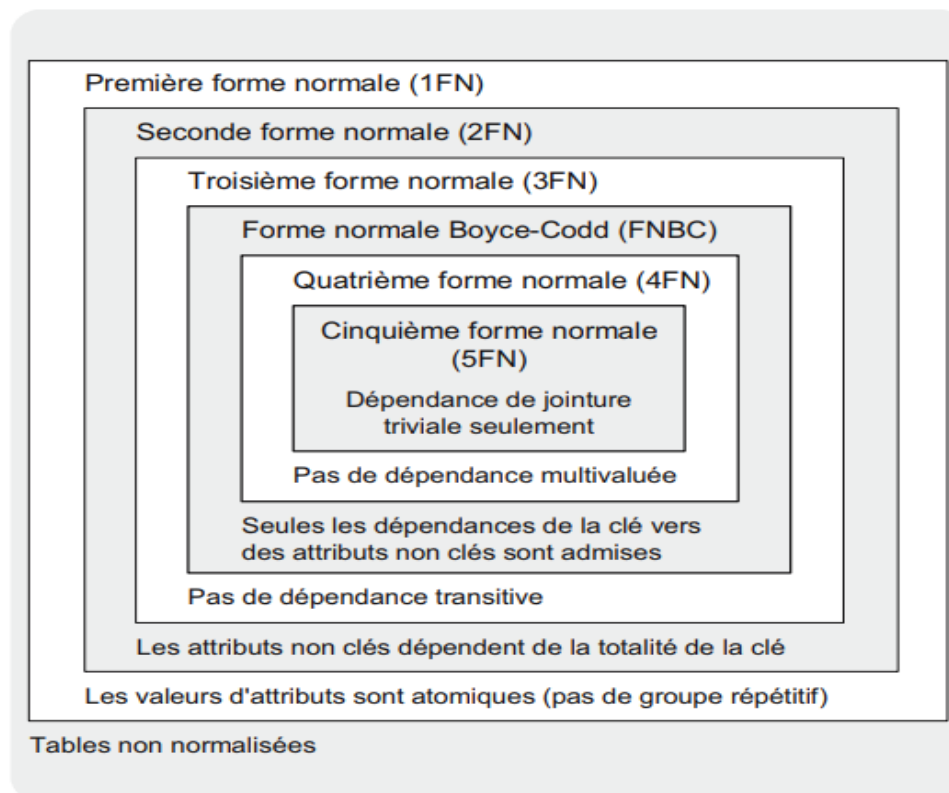 Première forme normale (1FN)
Seconde forme normale (2FN)
Troisième forme normale (3FN)
Forme normale Boyce-Codd (FNBC)
Quatrième forme normale (4FN)
Cinquième forme normale
(5FN)
Dépendance de jointure
triviale seulement
Pas de dépendance multivaluée
Seules les dépendances de la clé vers
des attributs non clés sont admises
Pas de dépendance transitive
Les attributs non clés dépendent de la totalité de la clé
Les valeurs d'attributs sont atomiques (pas de groupe répétitif)
Tables non normalisées